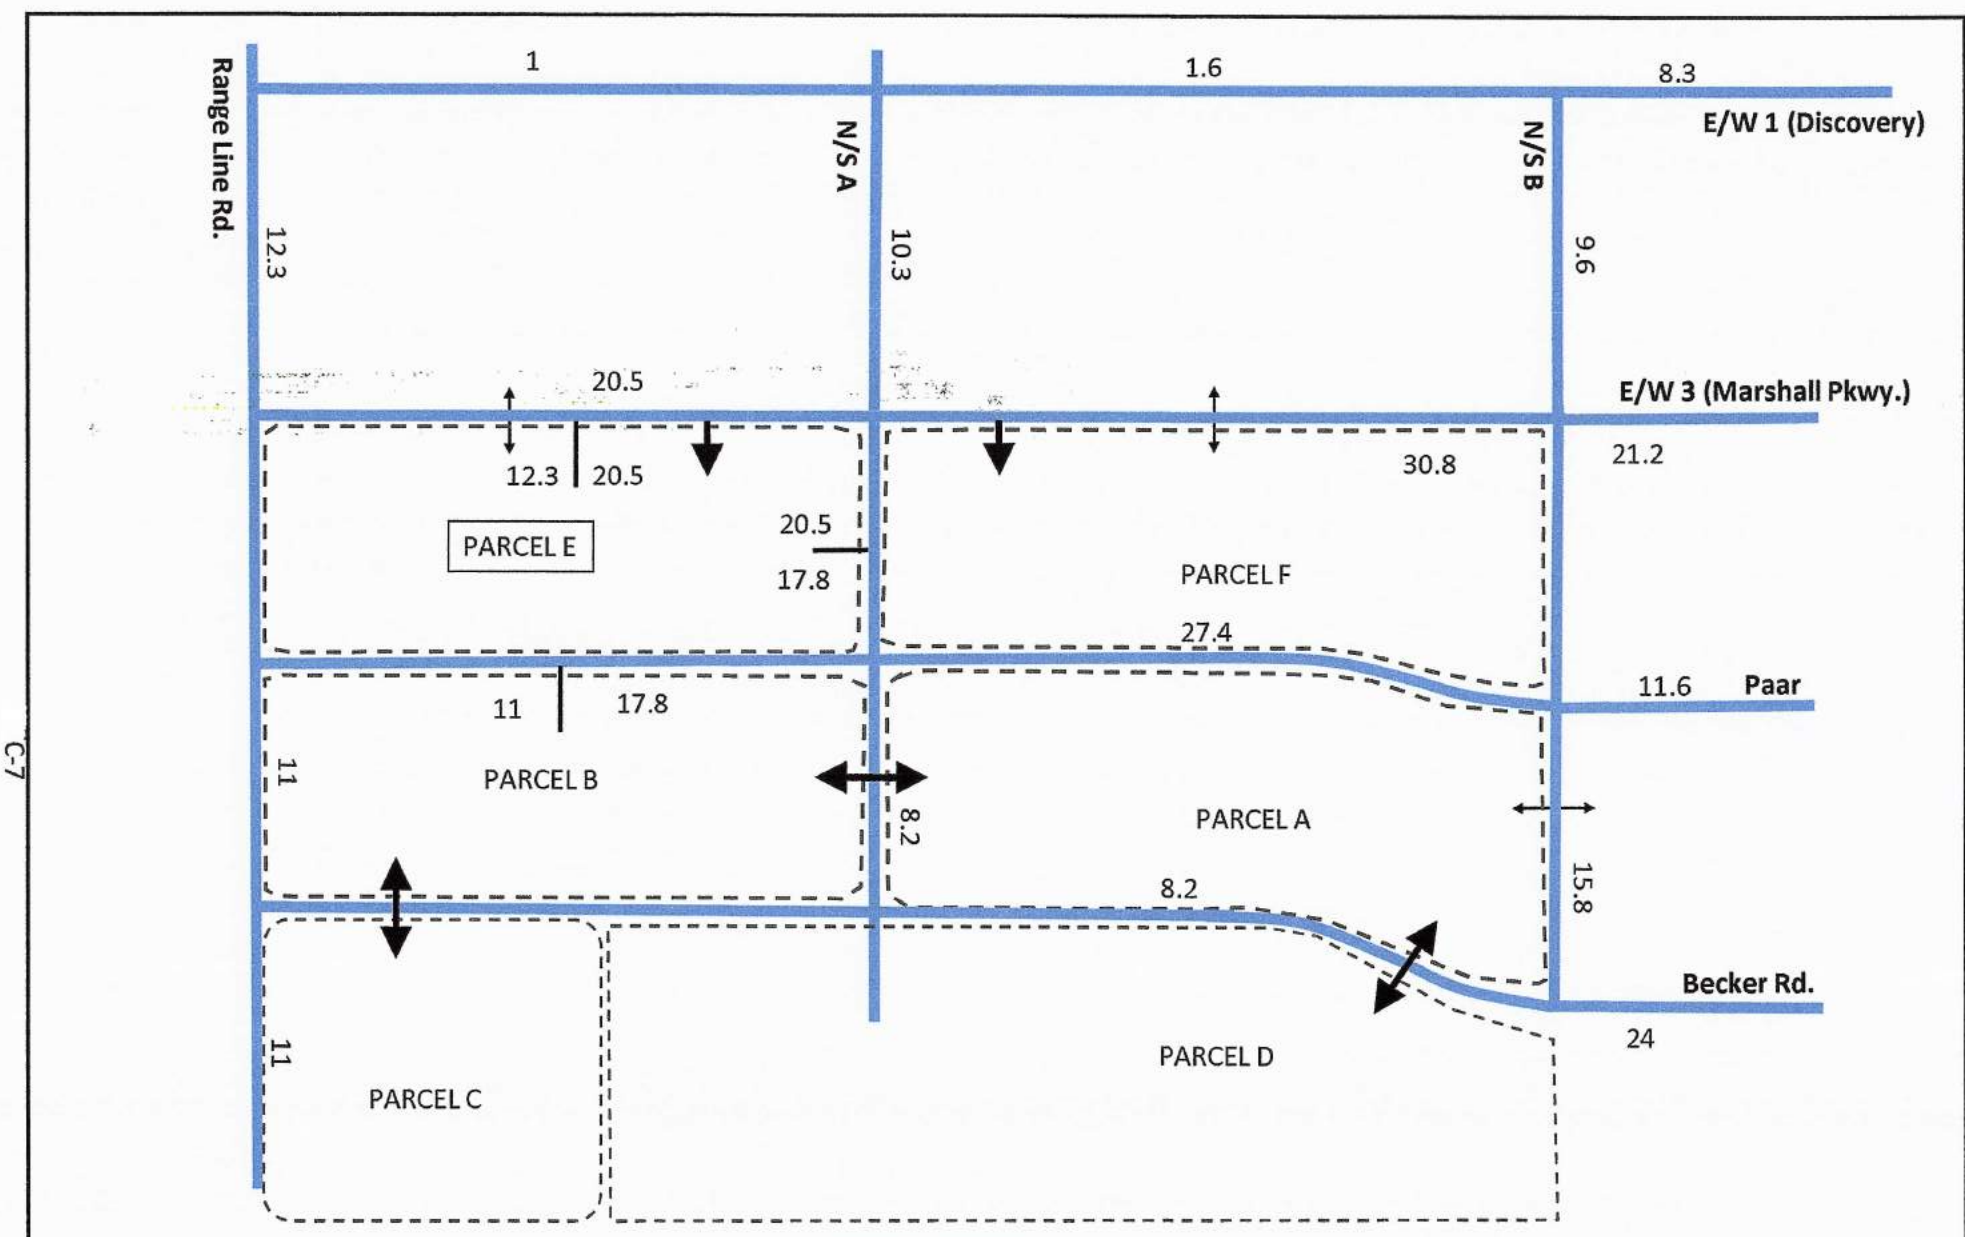 1
1.6
8.3
E/W 1 (Discovery)
Range Line Rd.
N/S A
N/S B
12.3
10.3
9.6
20.5
E/W 3 (Marshall Pkwy.)
12.3
20.5
30.8
21.2
20.5
PARCEL E
17.8
PARCEL F
27.4
11.6
Paar
11
17.8
11
PARCEL B
8.2
PARCEL A
C-7
8.2
15.8
Becker Rd.
24
11
PARCEL D
PARCEL C